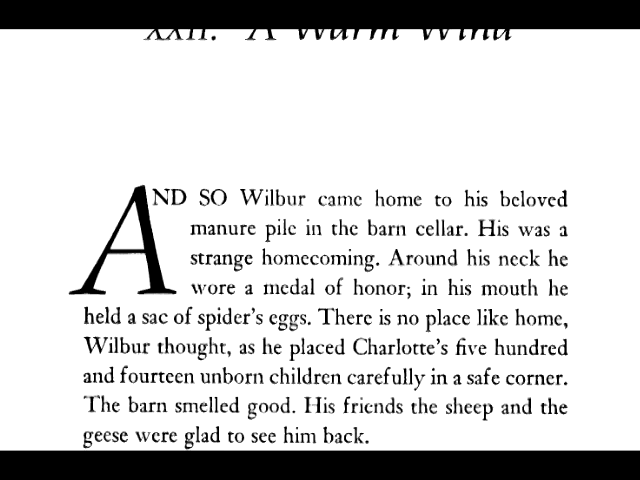 XXII. A Warm Wind
AND SO Wilbur came home to his beloved
manure pile in the barn cellar. His was a
strange homecoming. Around his neck he
wore a medal of honor; in his mouth he
held a sac of spider's eggs. There is no place like home,
Wilbur thought, as he placed Charlotte's five hundred
and fourteen unborn children carefully in a safe corner.
The barn smelled good. His friends the sheep and the
geese were glad to see him back.